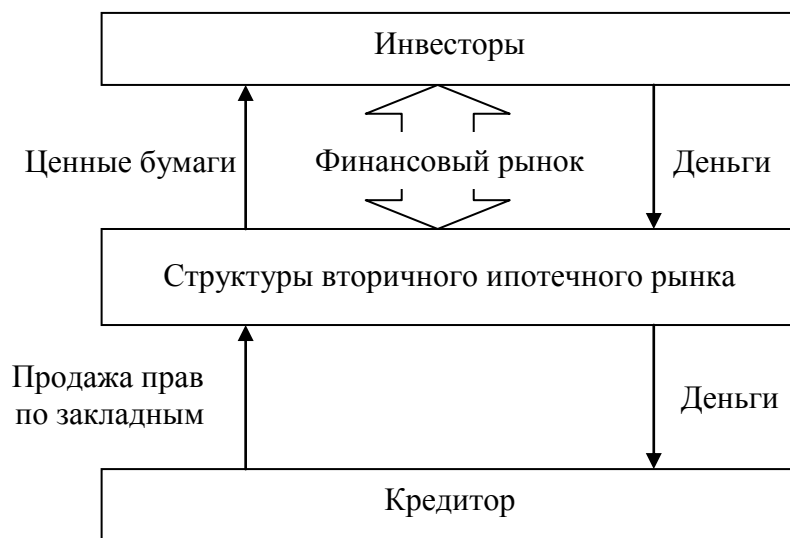 Инвесторы
Ценные бумаги
Финансовый рынок
Деньги
Структуры вторичного ипотечного рынка
Продажа прав
по закладным
Деньги
Кредитор